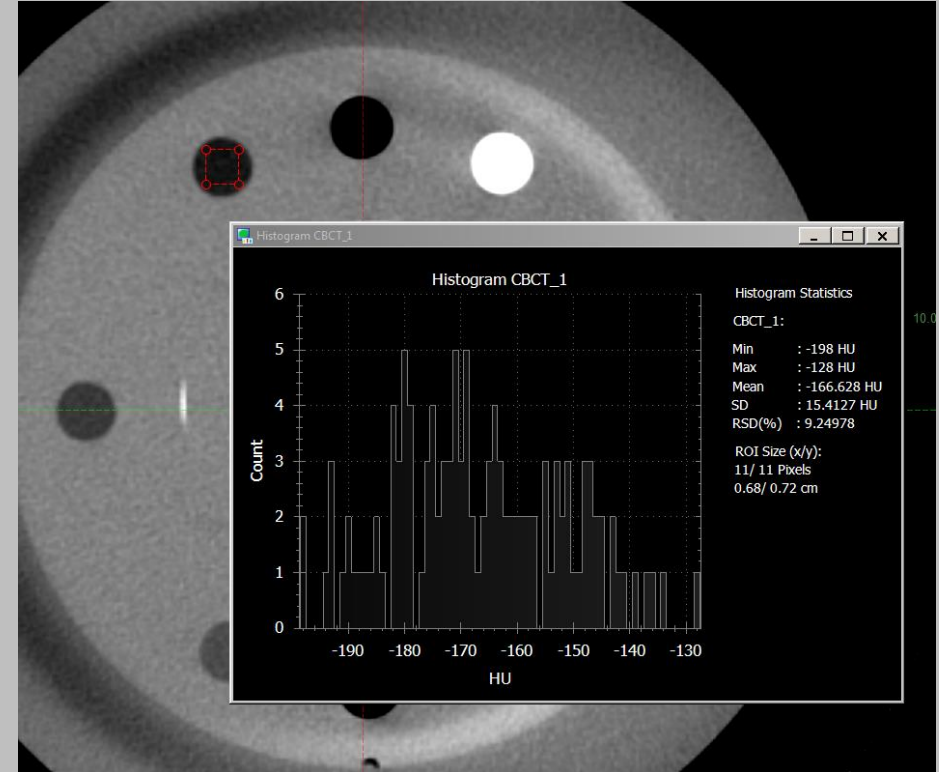 Histogram CBCT_1
Histogram CBCT_1
6
5
4
3
2
1
0
Count
-190 -180 -170 -160 -150 -140 -130
HU
Histogram Statistics
CBCT_1:
Min : -198 HU
Max : -128 HU
Mean : -166.628 HU
SD : 15.4127 HU
RSD(%) : 9.24978
ROI Size (x/y):
11/ 11 Pixels
0.68/ 0.72 cm
10.0